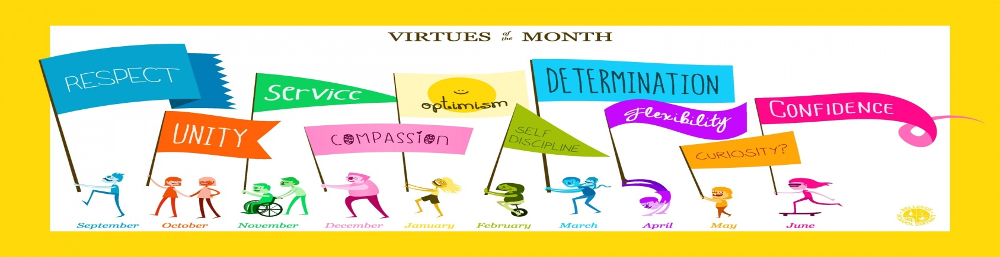 VIRTUES of the MONTH
RESPECT
UNITY
Service
COMPASSION
optimism
SELF
DISCIPLINE
DETERMINATION
Flexibility
CURIOSITY?
CONFIDENCE
September
October
November
December
January
February
March
April
May
June
BELLEVUE
SCHOOL DISTRICT